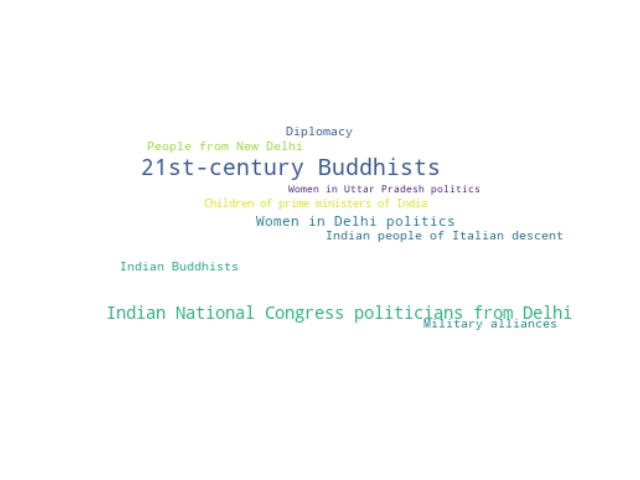 Diplomacy
People from New Delhi
21st-century Buddhists
Women in Uttar Pradesh politics
Children of prime ministers of India
Women in Delhi politics
Indian people of Italian descent
Indian Buddhists
Indian National Congress politicians from Delhi
Military alliances